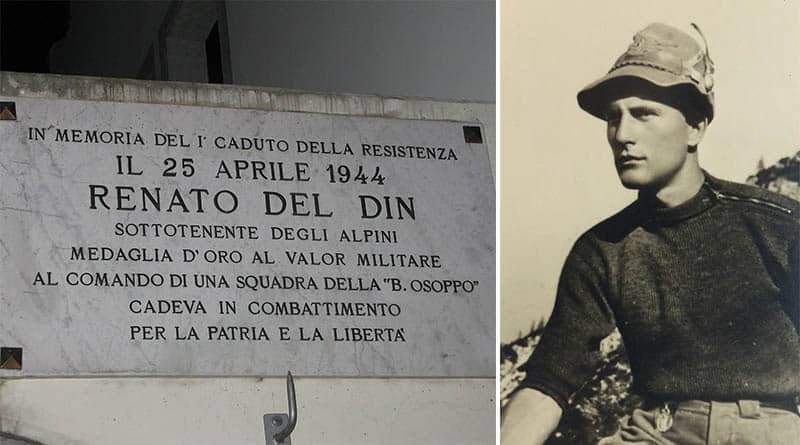 IN MEMORIA DEL 1° CADUTO DELLA RESISTENZA
IL 25 APRILE 1944
RENATO DEL DIN
SOTTOTENENTE DEGLI ALPINI
MEDAGLIA D'ORO AL VALOR MILITARE
AL COMANDO DI UNA SQUADRA DELLA "B. OSOPPO"
CADEVA IN COMBATTIMENTO
PER LA PATRIA E LA LIBERTA'